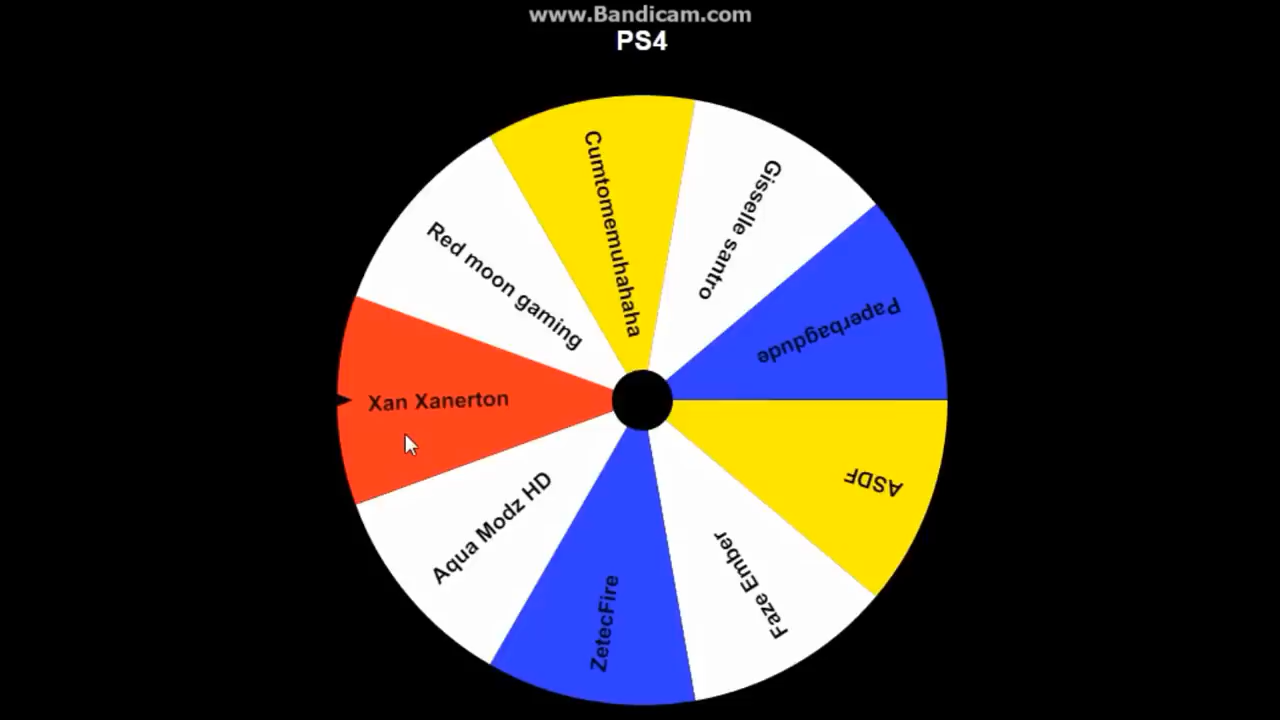 www.Bandicam.com
PS4
Cumtomemuhahaha
Gisselle santro
Paperbagdude
ASDF
Faze Ember
ZetecFire
Aqua Modz HD
Xan Xanerton
Red moon gaming